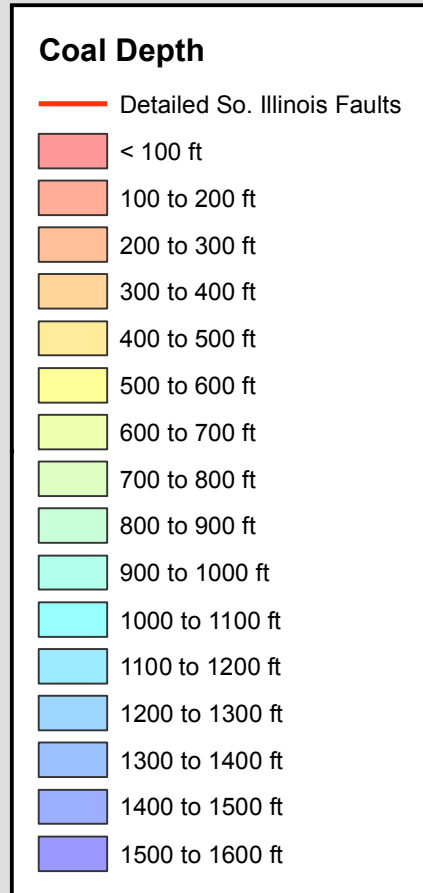 Coal Depth
Detailed So. Illinois Faults
< 100 ft
100 to 200 ft
200 to 300 ft
300 to 400 ft
400 to 500 ft
500 to 600 ft
600 to 700 ft
700 to 800 ft
800 to 900 ft
900 to 1000 ft
1000 to 1100 ft
1100 to 1200 ft
1200 to 1300 ft
1300 to 1400 ft
1400 to 1500 ft
1500 to 1600 ft